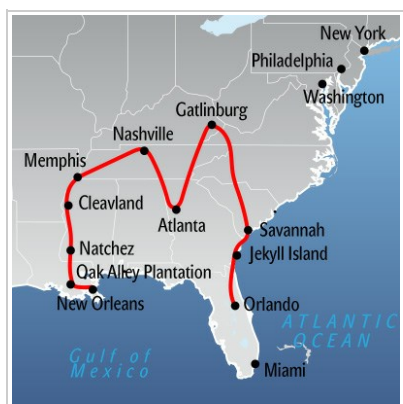 New York
Philadelphia
Washington
Gatlinburg
Nashville
Memphis
Cleavland
Atlanta
Savannah
Natchez
Jekyll Island
Oak Alley Plantation
New Orleans
Orlando
ATLANTIC
OCEAN
Gulf of
Mexico
Miami